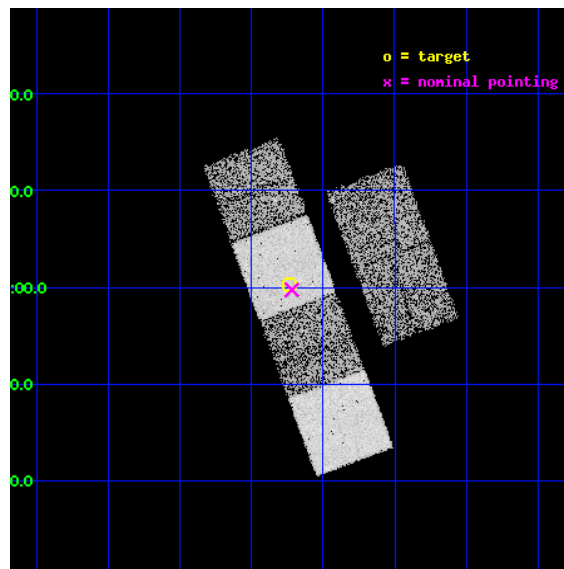 o = target
x = nominal pointing
0.0
0.0
:00.0
0.0
0.0